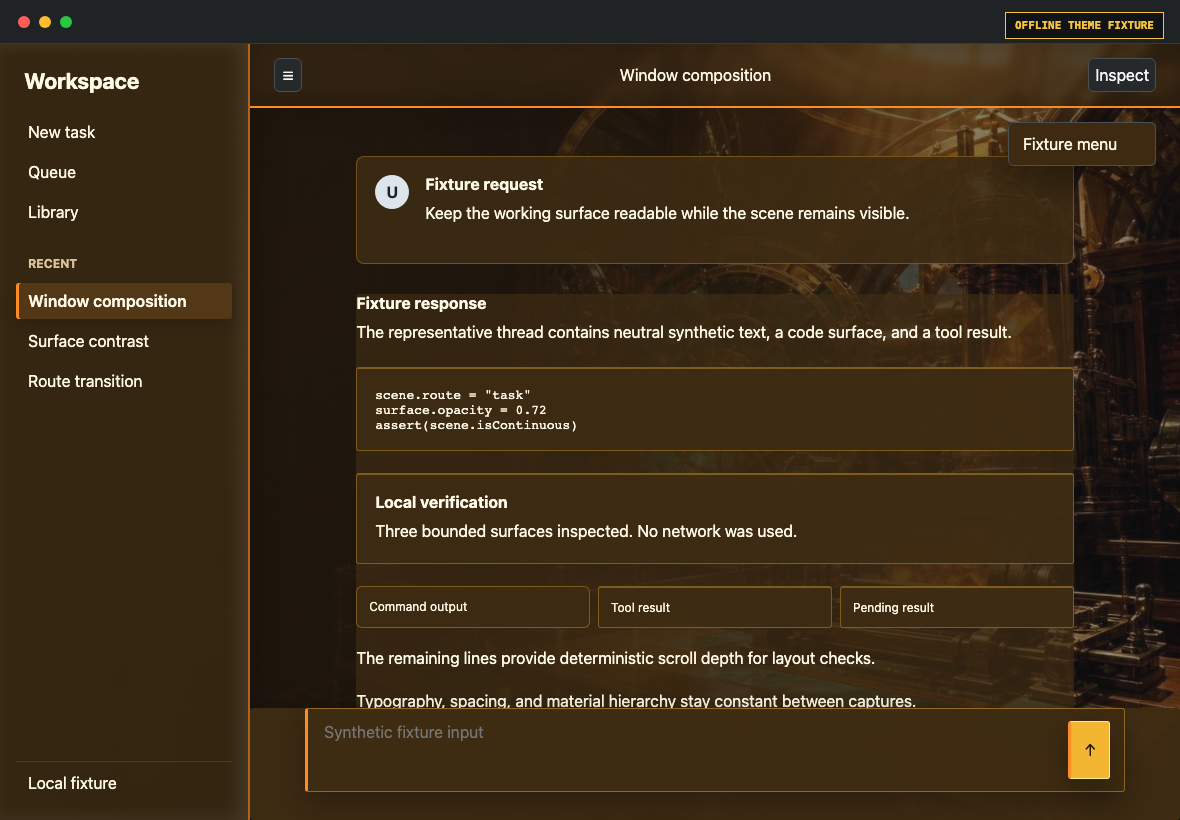 OFFLINE THEME FIXTURE
Workspace
New task
Queue
Library
RECENT
Window composition
Surface contrast
Route transition
Local fixture
≡
Window composition
Inspect
Fixture menu
U
Fixture request
Keep the working surface readable while the scene remains visible.
Fixture response
The representative thread contains neutral synthetic text, a code surface, and a tool result.
scene.route = "task"
surface.opacity = 0.72
assert(scene.isContinuous)
Local verification
Three bounded surfaces inspected. No network was used.
Command output
Tool result
Pending result
The remaining lines provide deterministic scroll depth for layout checks.
Typography, spacing, and material hierarchy stay constant between captures.
Synthetic fixture input
↑